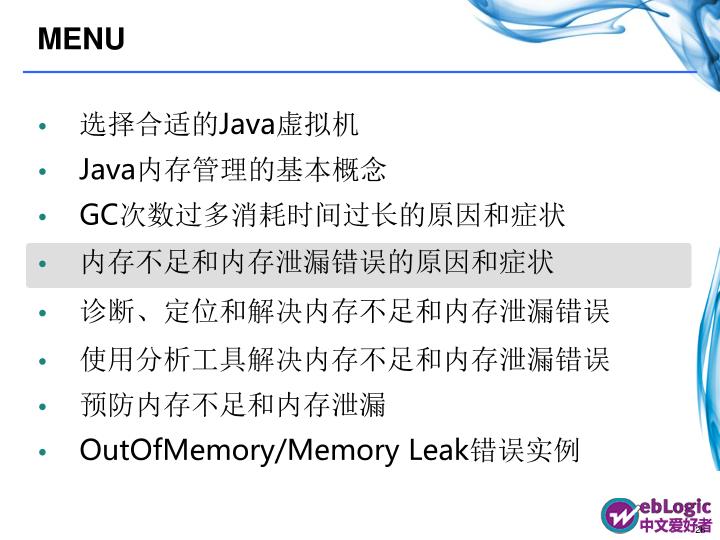 MENU
• 选择合适的Java虚拟机
• Java内存管理的基本概念
• GC次数过多消耗时间过长的原因和症状
• 内存不足和内存泄漏错误的原因和症状
• 诊断、定位和解决内存不足和内存泄漏错误
• 使用分析工具解决内存不足和内存泄漏错误
• 预防内存不足和内存泄漏
• OutOfMemory/Memory Leak错误实例
WebLogic
中文爱好者